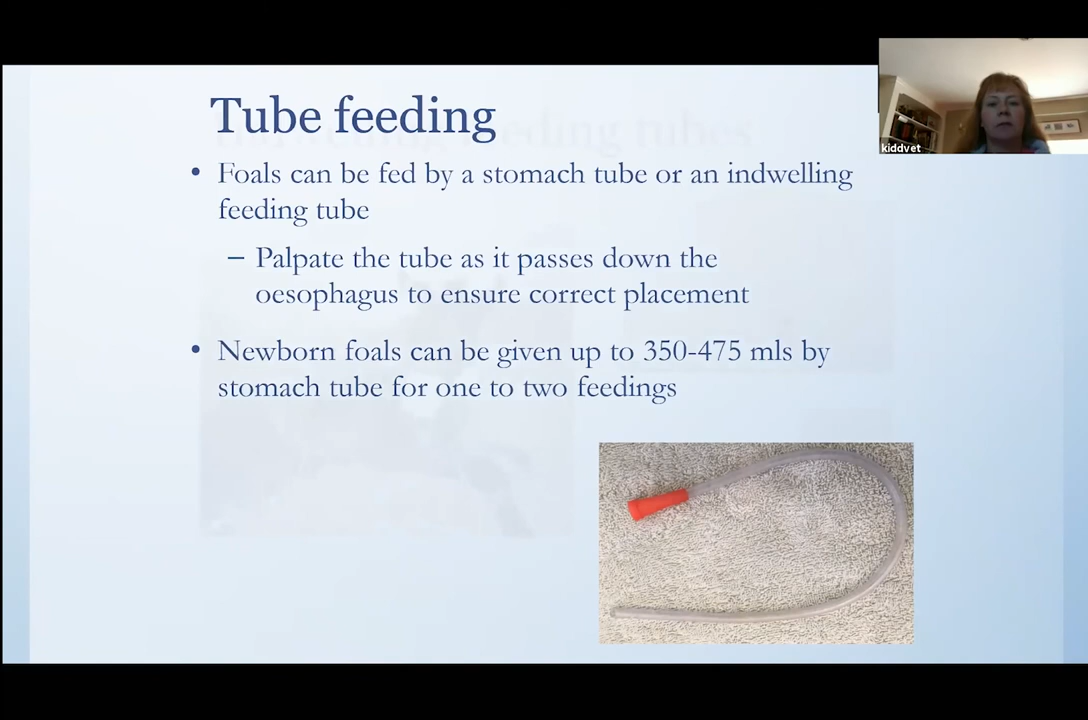 Tube feeding
• Foals can be fed by a stomach tube or an indwelling
feeding tube
– Palpate the tube as it passes down the
oesophagus to ensure correct placement
• Newborn foals can be given up to 350-475 mls by
stomach tube for one to two feedings
kiddvet